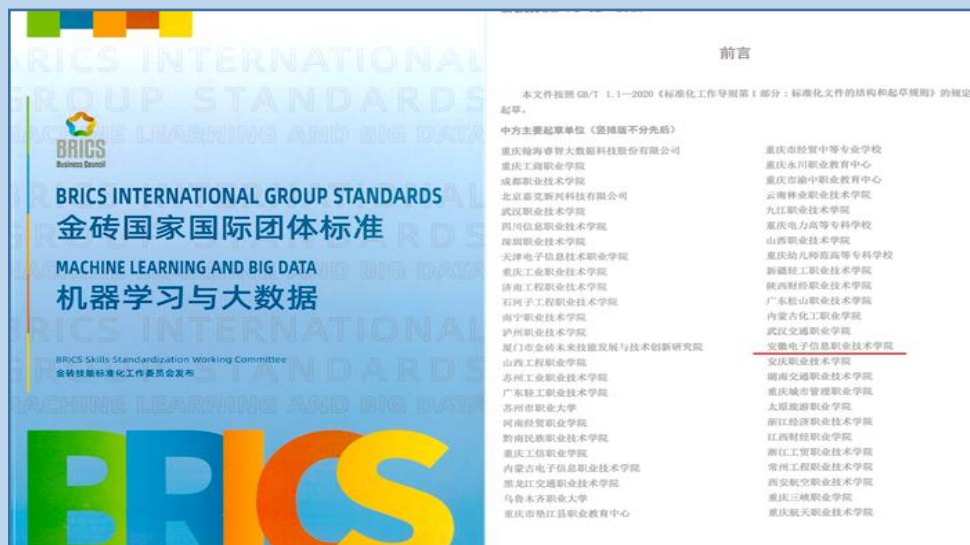 BRICS
Business Council
BRICS INTERNATIONAL GROUP STANDARDS
金砖国家国际团体标准
MACHINE LEARNING AND BIG DATA
机器学习与大数据
BRICS Skills Standardization Working Committee
金砖技能标准化工作委员会发布
BRICS
前言
本文件按照 GB/T 1.1—2020《标准化工作导则第 1 部分：标准化文件的结构和起草规则》的规定
起草。
中方主要起草单位（竖排版不分先后）
重庆翰海睿智大数据科技股份有限公司
重庆工商职业学院
成都职业技术学院
北京嘉克新兴科技有限公司
武汉职业技术学院
四川信息职业技术学院
深圳职业技术学院
天津电子信息技术职业学院
重庆工业职业技术学院
济南工程职业技术学院
石河子工程职业技术学院
南宁职业技术学院
泸州职业技术学院
厦门市金砖未来技能发展与技术创新研究院
山西工程职业学院
苏州工业职业技术学院
广东轻工职业技术学院
苏州市职业大学
河南经贸职业学院
黔南民族职业技术学院
重庆工信职业学院
内蒙古电子信息职业技术学院
黑龙江交通职业技术学院
乌鲁木齐职业大学
重庆市垫江县职业教育中心
重庆市经贸中等专业学校
重庆永川职业教育中心
重庆市渝中职业教育中心
云南林业职业技术学院
九江职业技术学院
重庆电力高等专科学校
山西职业技术学院
重庆幼儿师范高等专科学校
新疆轻工职业技术学院
陕西财经职业技术学院
广东松山职业技术学院
内蒙古化工职业学院
武汉交通职业学院
安徽电子信息职业技术学院
安庆职业技术学院
湖南交通职业技术学院
重庆城市管理职业学院
太原旅游职业学院
浙江经济职业技术学院
江西财经职业学院
浙江工贸职业技术学院
常州工程职业技术学院
西安航空职业技术学院
重庆三峡职业学院
重庆航天职业技术学院